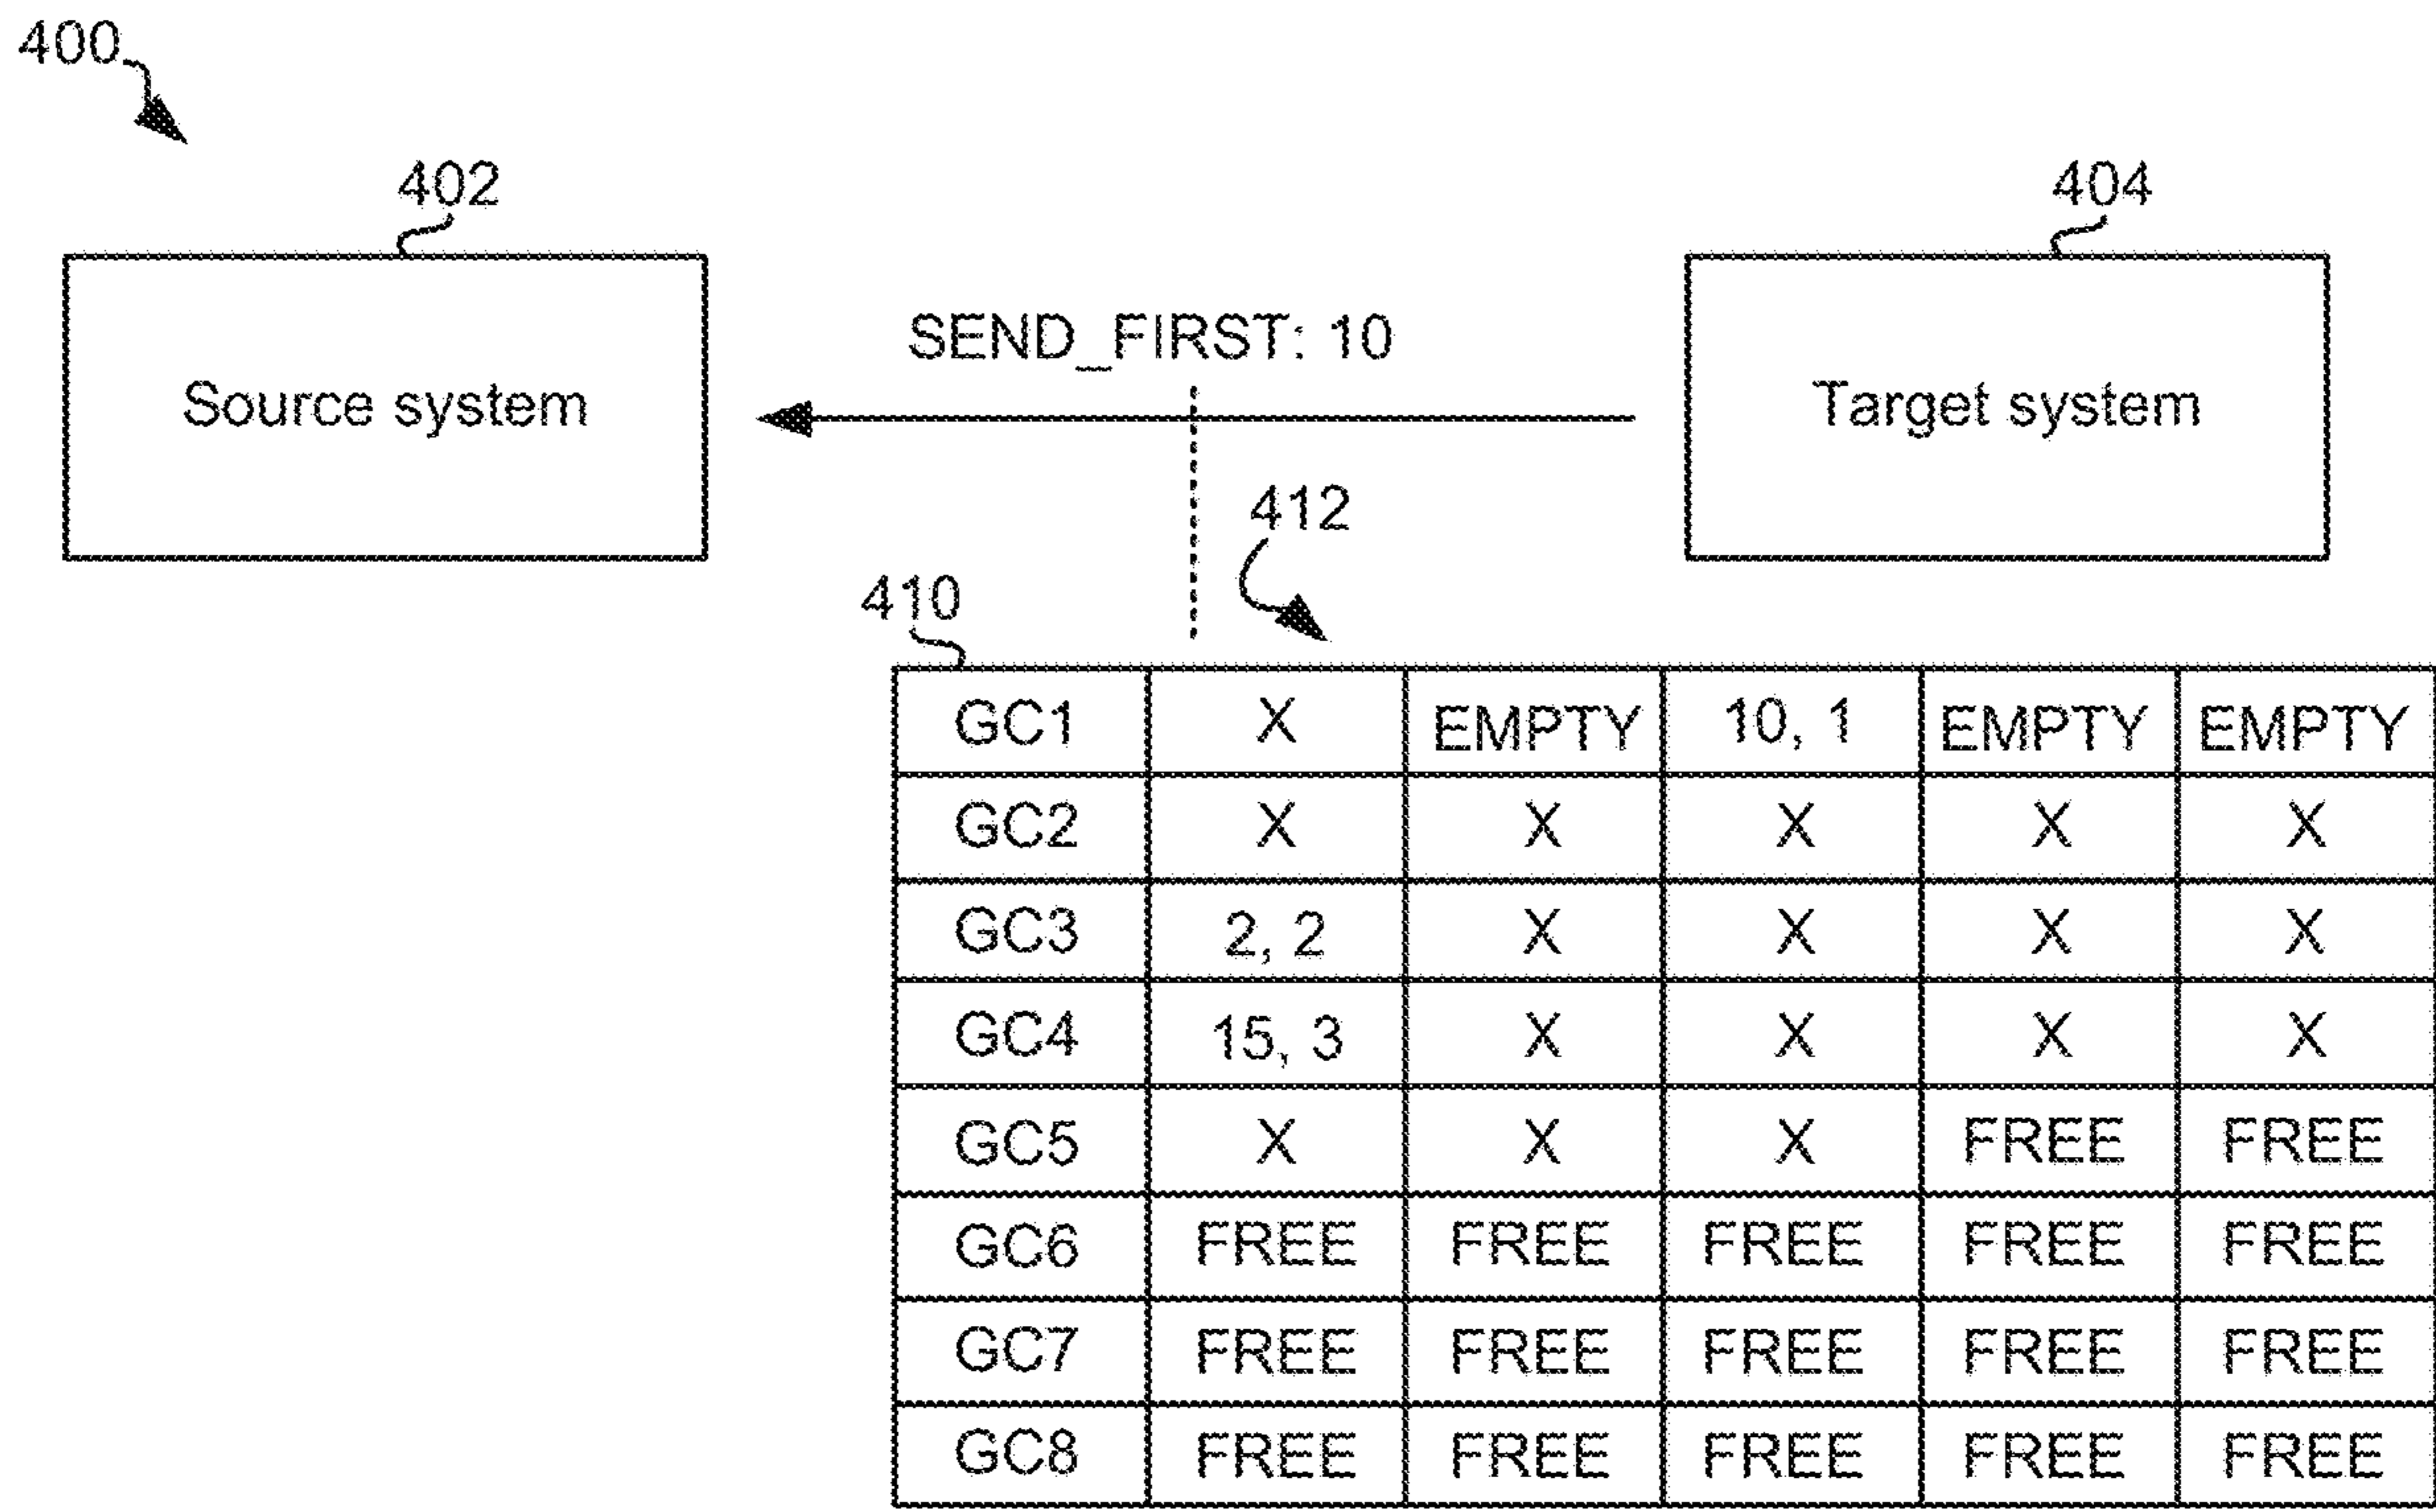 400
402
404
Source system
SEND_FIRST: 10
Target system
412
410
GC1 X EMPTY 10, 1 EMPTY EMPTY
GC2 X X X X X
GC3 2, 2 X X X X
GC4 15, 3 X X X X
GC5 X X X FREE FREE
GC6 FREE FREE FREE FREE FREE
GC7 FREE FREE FREE FREE FREE
GC8 FREE FREE FREE FREE FREE